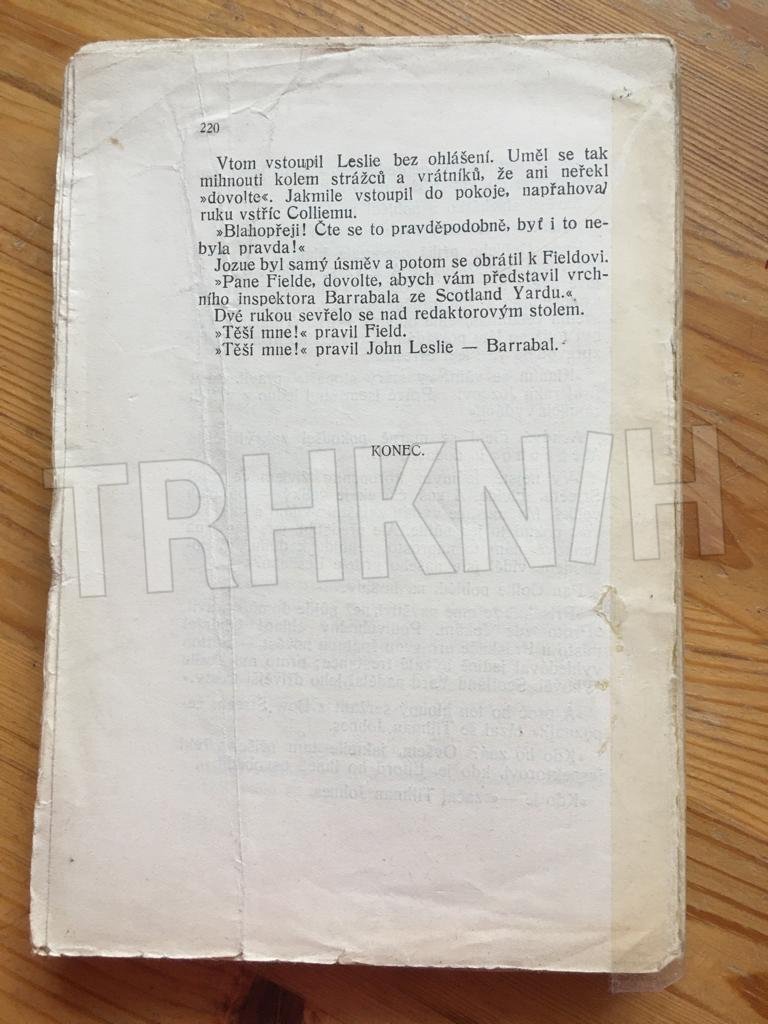 220
Vtom vstoupil Leslie bez ohlášení. Uměl se tak
mihnouti kolem strážců a vrátníků, že ani neřekl
»dovolte«. Jakmile vstoupil do pokoje, napřahoval
ruku vstříc Colliemu.
»Blahopřeji! Čte se to pravděpodobně, byť i to ne-
byla pravda!«
Jozue byl samý úsměv a potom se obrátil k Fieldovi.
»Pane Fielde, dovolte, abych vám představil vrch-
ního inspektora Barrabala ze Scotland Yardu.«
Dvé rukou sevřelo se nad redaktorovým stolem.
»Těší mne!« pravil Field.
»Těší mne!« pravil John Leslie — Barrabal.
KONEC.
TRHKNIH